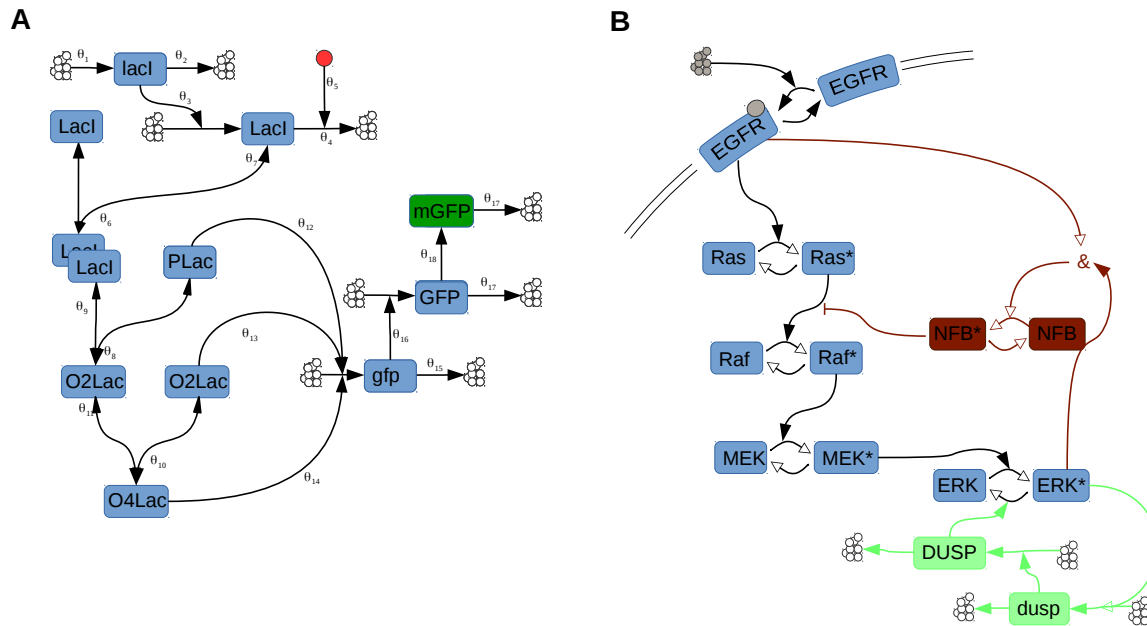 A
θ1
lacI
θ2
θ3
θ5
LacI
LacI
θ4
θ7
θ6
LacI
LacI
PLac
θ12
mGFP
θ17
θ18
GFP
θ17
θ9
θ8
θ13
θ16
O2Lac
O2Lac
gfp
θ15
θ11
θ10
O4Lac
θ14
B
EGFR
EGFR
Ras
Ras*
&
NFB*
NFB
Raf
Raf*
MEK
MEK*
ERK
ERK*
DUSP
dusp